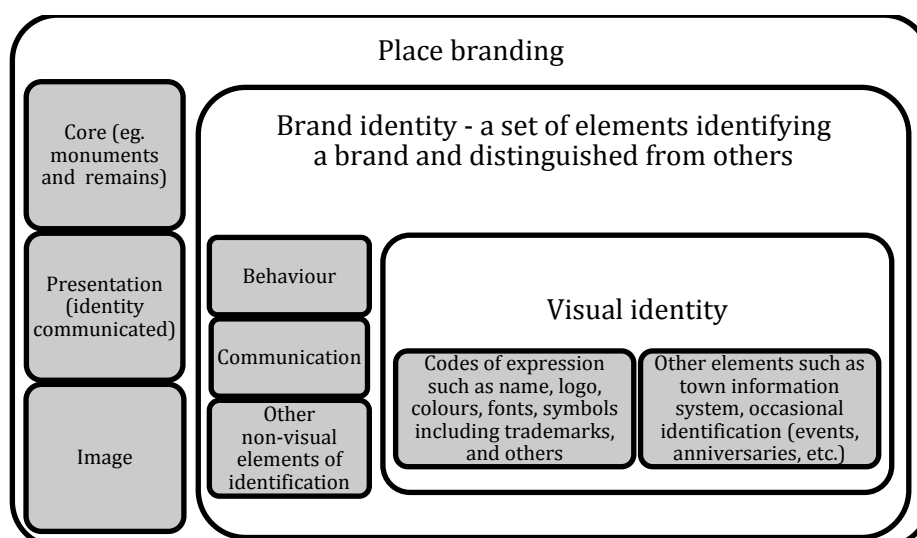 Place branding
Core (eg.
monuments
and remains)
Presentation
(identity
communicated)
Image
Brand identity - a set of elements identifying
a brand and distinguished from others
Behaviour
Communication
Other
non-visual
elements of
identification
Visual identity
Codes of expression
such as name, logo,
colours, fonts, symbols
including trademarks,
and others
Other elements such as
town information
system, occasional
identification (events,
anniversaries, etc.)